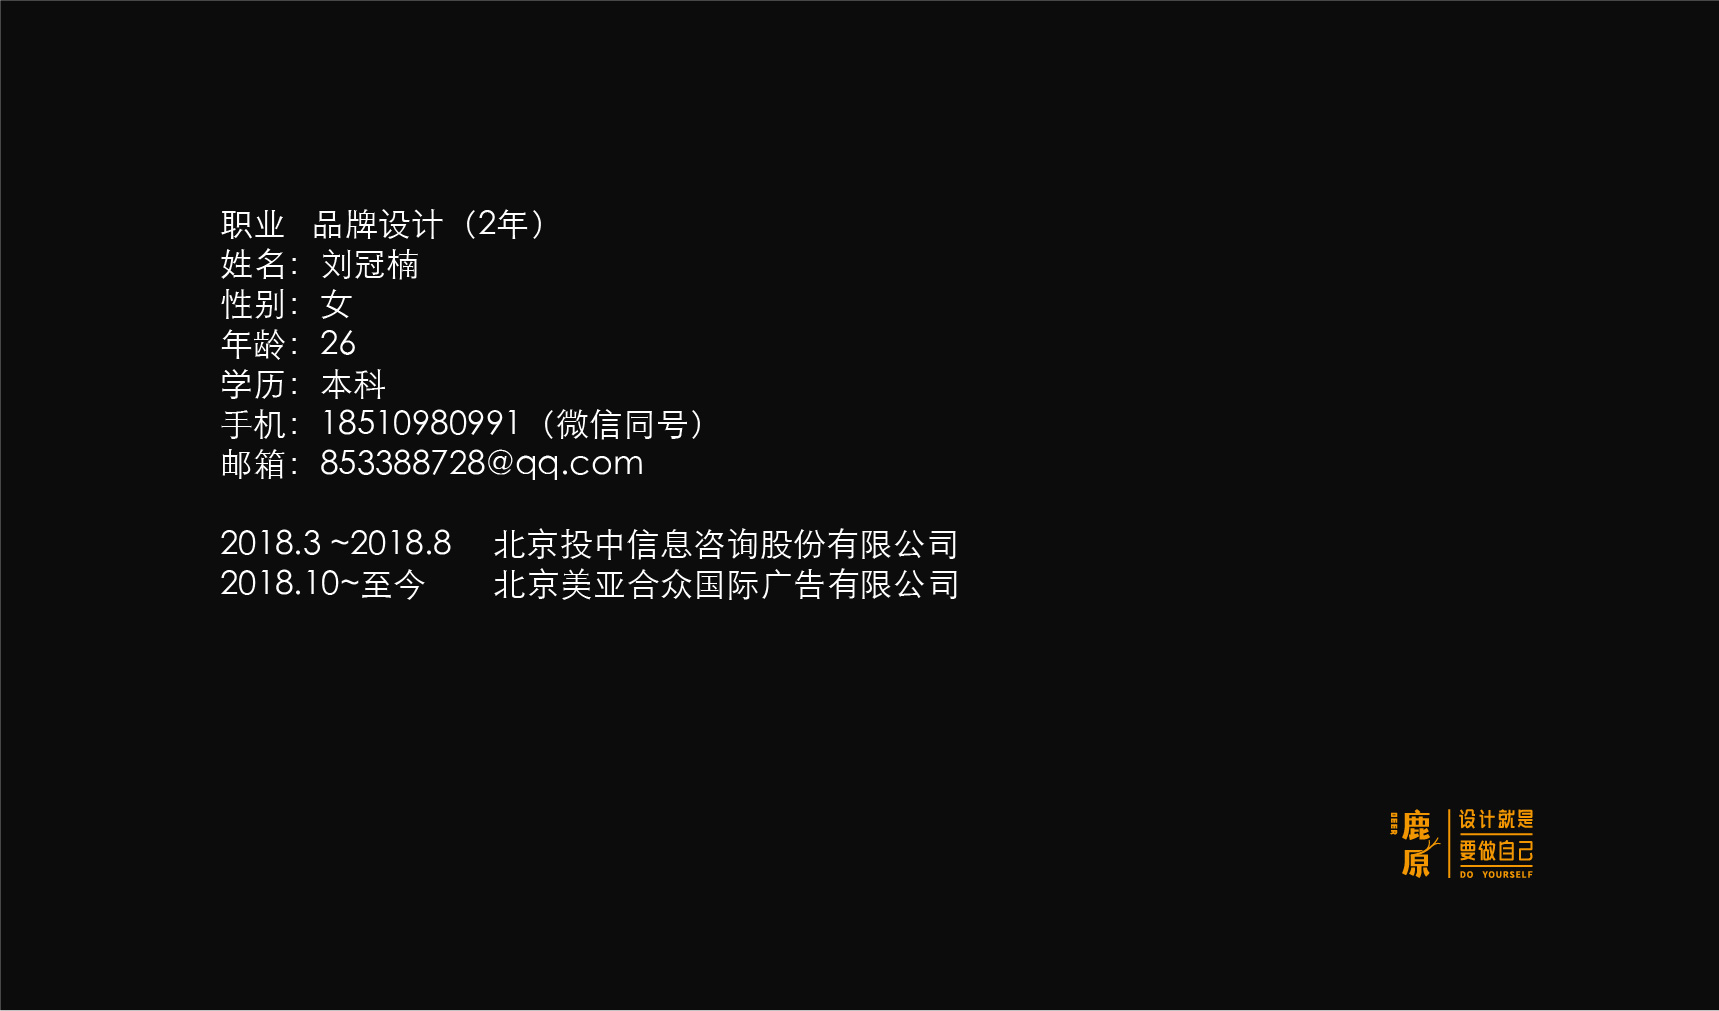 职业 品牌设计（2年）
姓名：刘冠楠
性别：女
年龄：26
学历：本科
手机：18510980991（微信同号）
邮箱：853388728@qq.com
2018.3 ~2018.8 北京投中信息咨询股份有限公司
2018.10~至今 北京美亚合众国际广告有限公司
DEER
鹿原
设计就是
要做自己
DO YOURSELF